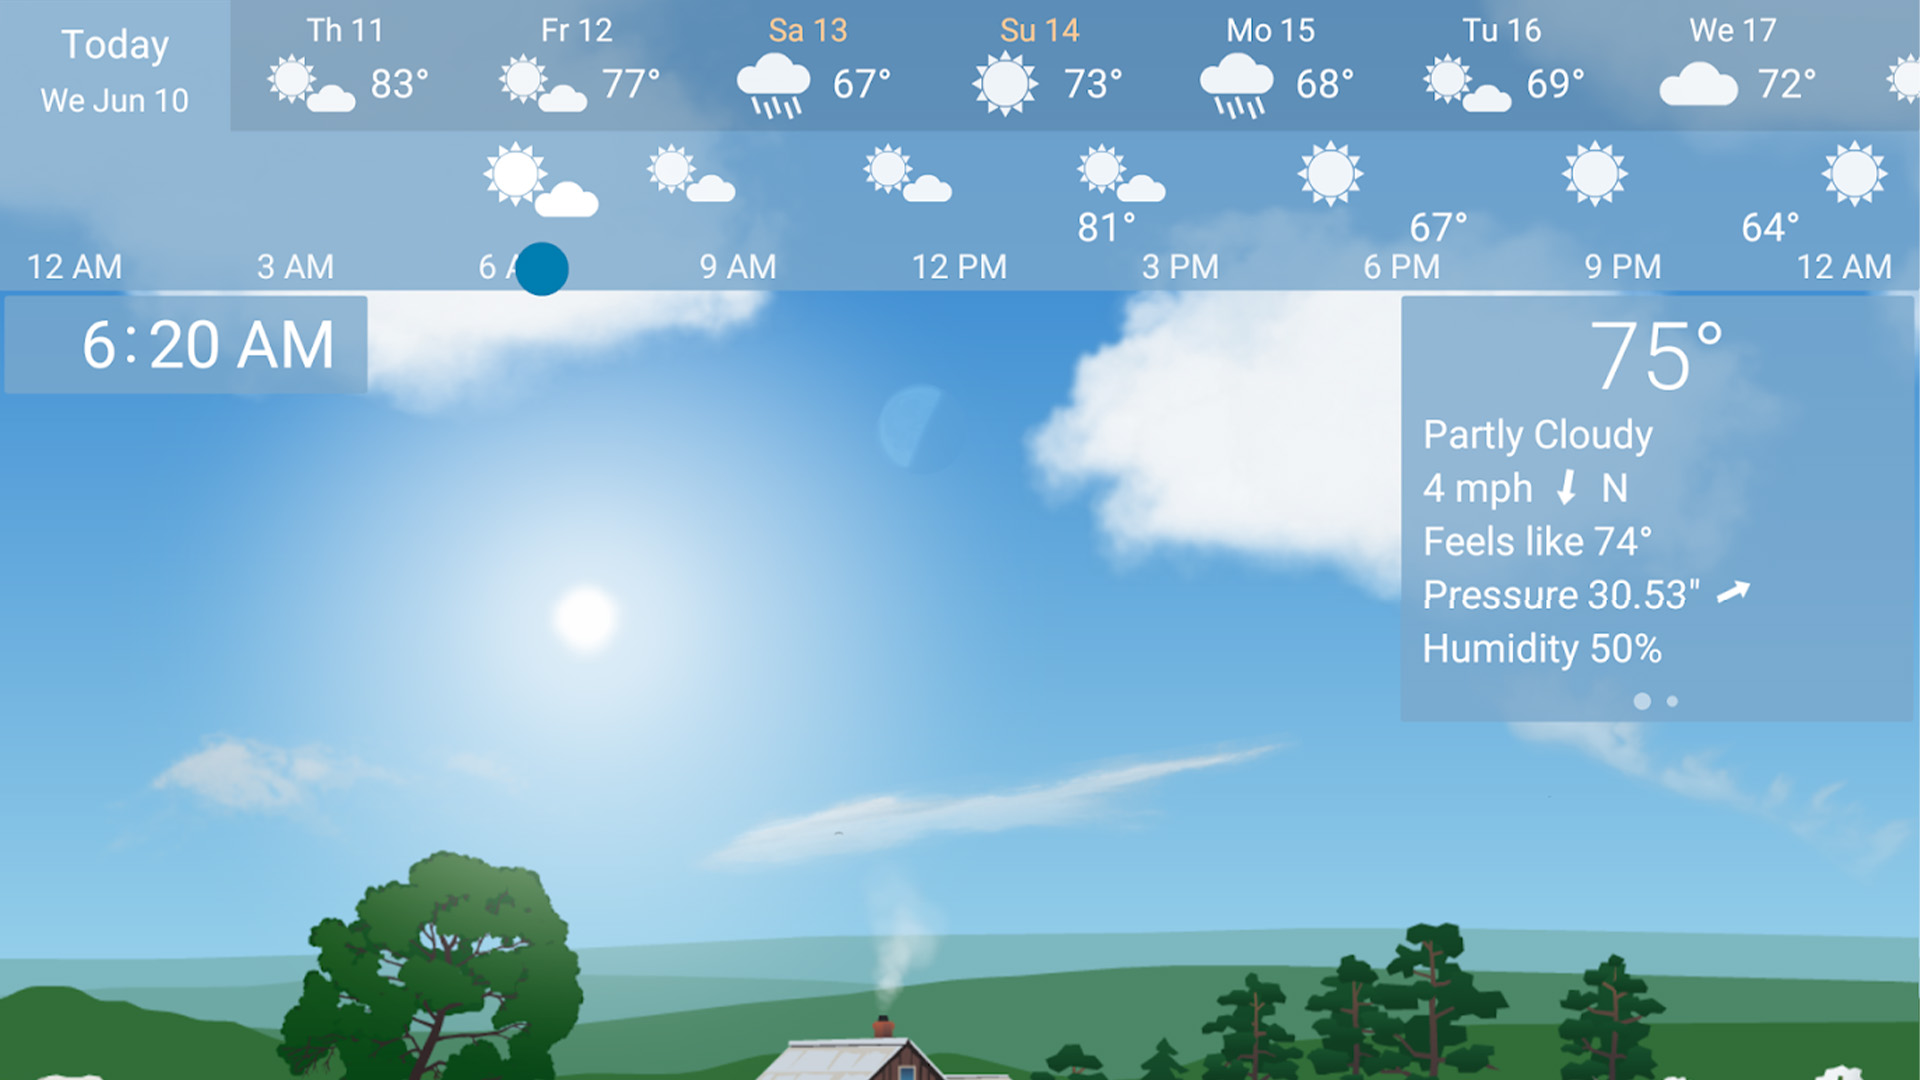 Today
We Jun 10
Th 11
83°
Fr 12
77°
Sa 13
67°
Su 14
73°
Mo 15
68°
Tu 16
69°
We 17
72°
81°
67°
64°
12 AM
3 AM
6 A
9 AM
12 PM
3 PM
6 PM
9 PM
12 AM
6:20 AM
75°
Partly Cloudy
4 mph N
Feels like 74°
Pressure 30.53"
Humidity 50%